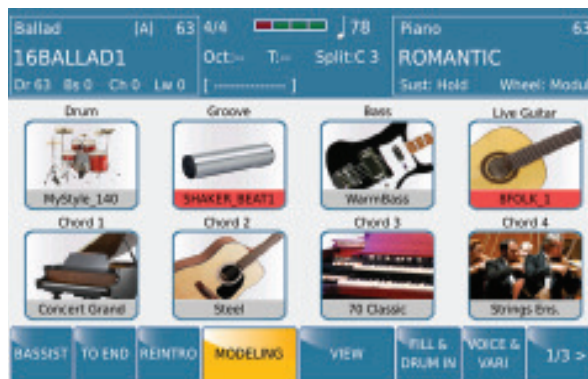 Ballad [A] 63 4/4 78 Piano 63
16BALLAD1 Oct:-- T:-- Split:C 3 ROMANTIC
Dr 63 Bs 0 Ch 0 Lw 0 [ ------------ ] Sust: Hold Wheel: Modul
Drum Groove Bass Live Guitar
MyStyle_140 SHAKER_BEAT1 WarmBass 8FOLK_1
Chord 1 Chord 2 Chord 3 Chord 4
Concert Grand Steel 70 Classic Strings Ens.
BASSIST TO END REINTRO MODELING VIEW FILL & DRUM IN VOICE & VARI 1/3 >